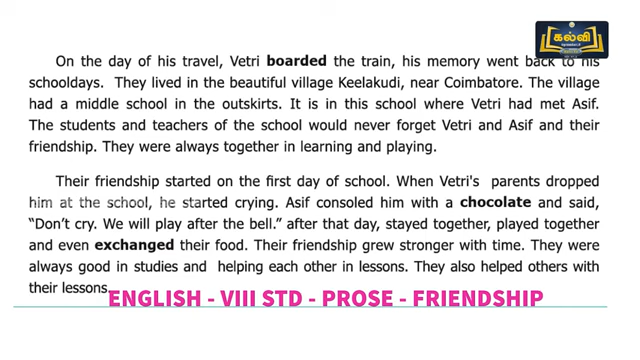 கல்வி
On the day of his travel, Vetri boarded the train, his memory went back to his
schooldays. They lived in the beautiful village Keelakudi, near Coimbatore. The village
had a middle school in the outskirts. It is in this school where Vetri had met Asif.
The students and teachers of the school would never forget Vetri and Asif and their
friendship. They were always together in learning and playing.
Their friendship started on the first day of school. When Vetri's parents dropped
him at the school, he started crying. Asif consoled him with a chocolate and said,
“Don’t cry. We will play after the bell.” after that day, stayed together, played together
and even exchanged their food. Their friendship grew stronger with time. They were
always good in studies and helping each other in lessons. They also helped others with
their lessons.
ENGLISH - VIII STD - PROSE - FRIENDSHIP